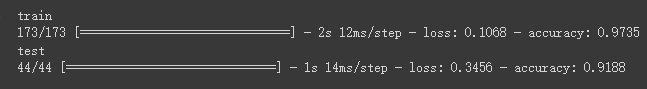 train
173/173 [==============================] - 2s 12ms/step - loss: 0.1068 - accuracy: 0.9735
test
44/44 [==============================] - 1s 14ms/step - loss: 0.3456 - accuracy: 0.9188